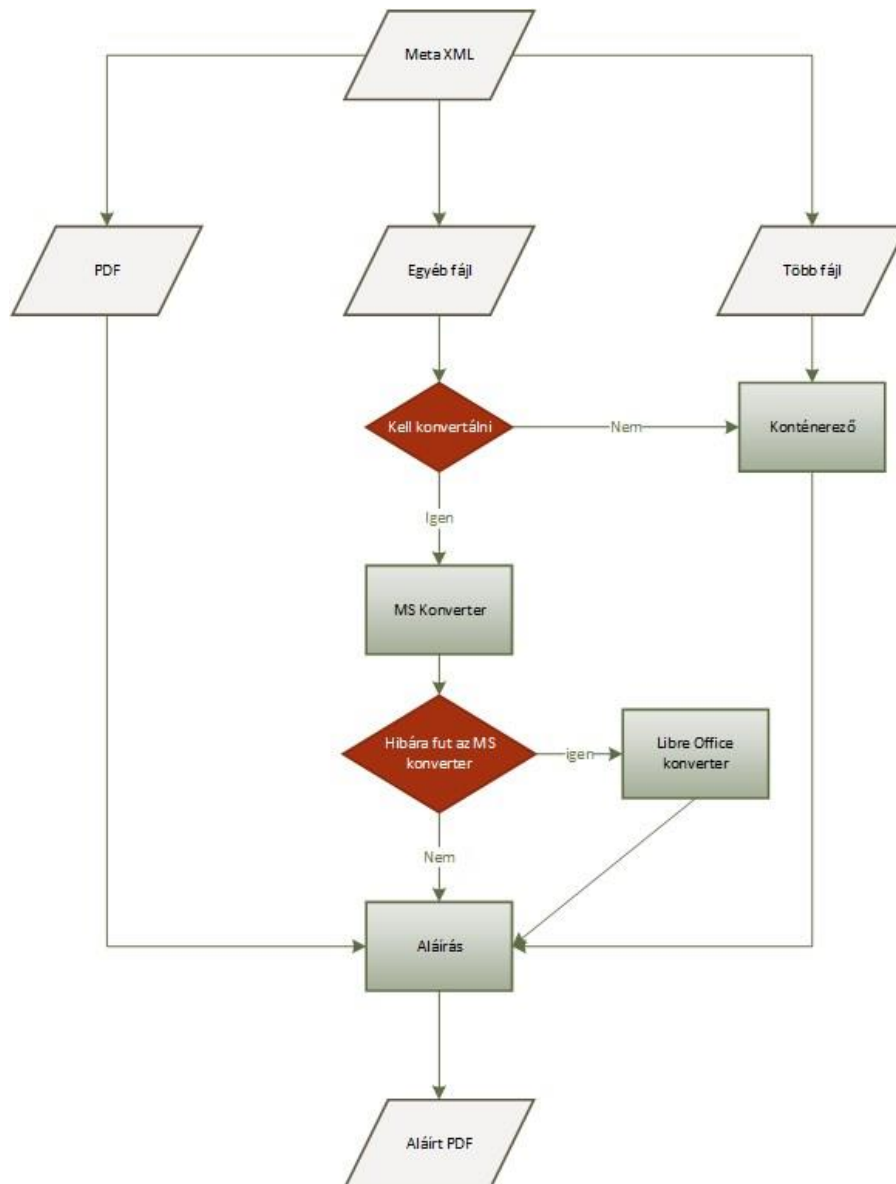 Meta XML
PDF
Egyéb fájl
Több fájl
Kell konvertálni
Nem
Konténerező
Igen
MS Konverter
Hibára fut az MS
konverter
igen
Libre Office
konverter
Nem
Aláírás
Aláírt PDF